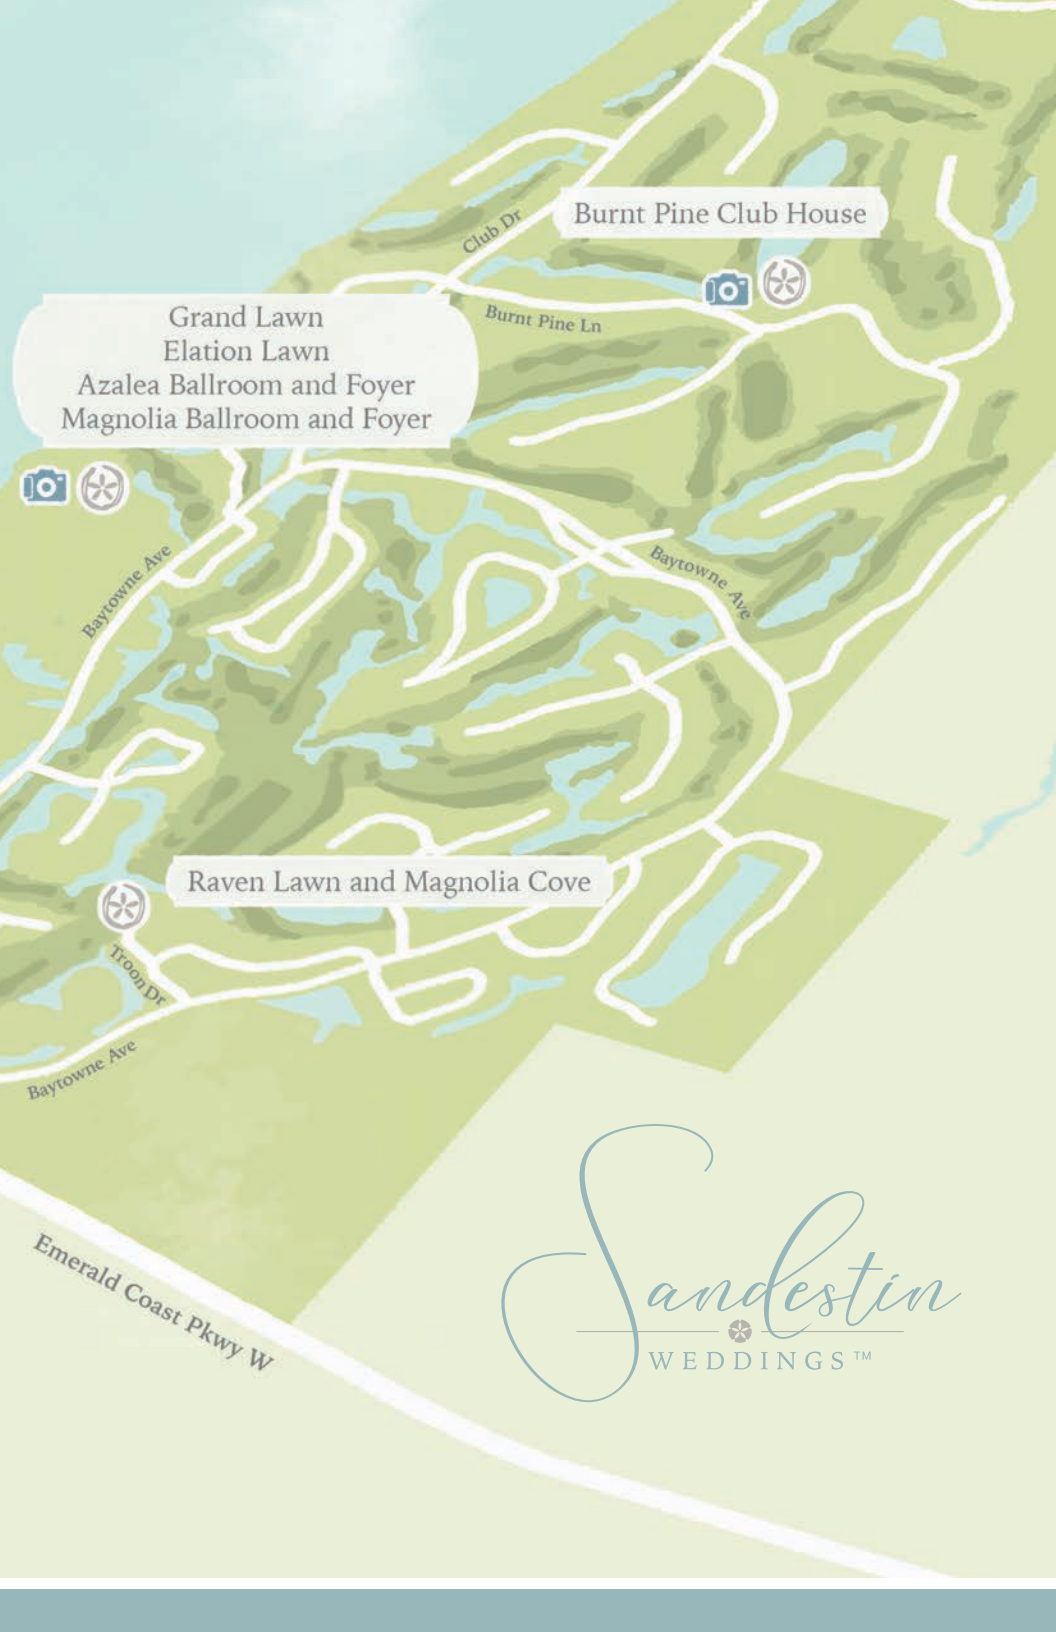 Burnt Pine Club House
Club Dr
Burnt Pine Ln
Grand Lawn
Elation Lawn
Azalea Ballroom and Foyer
Magnolia Ballroom and Foyer
Baytowne Ave
Baytowne Ave
Raven Lawn and Magnolia Cove
Troon Dr
Baytowne Ave
Emerald Coast Pkwy W
Sandestin
WEDDINGS™